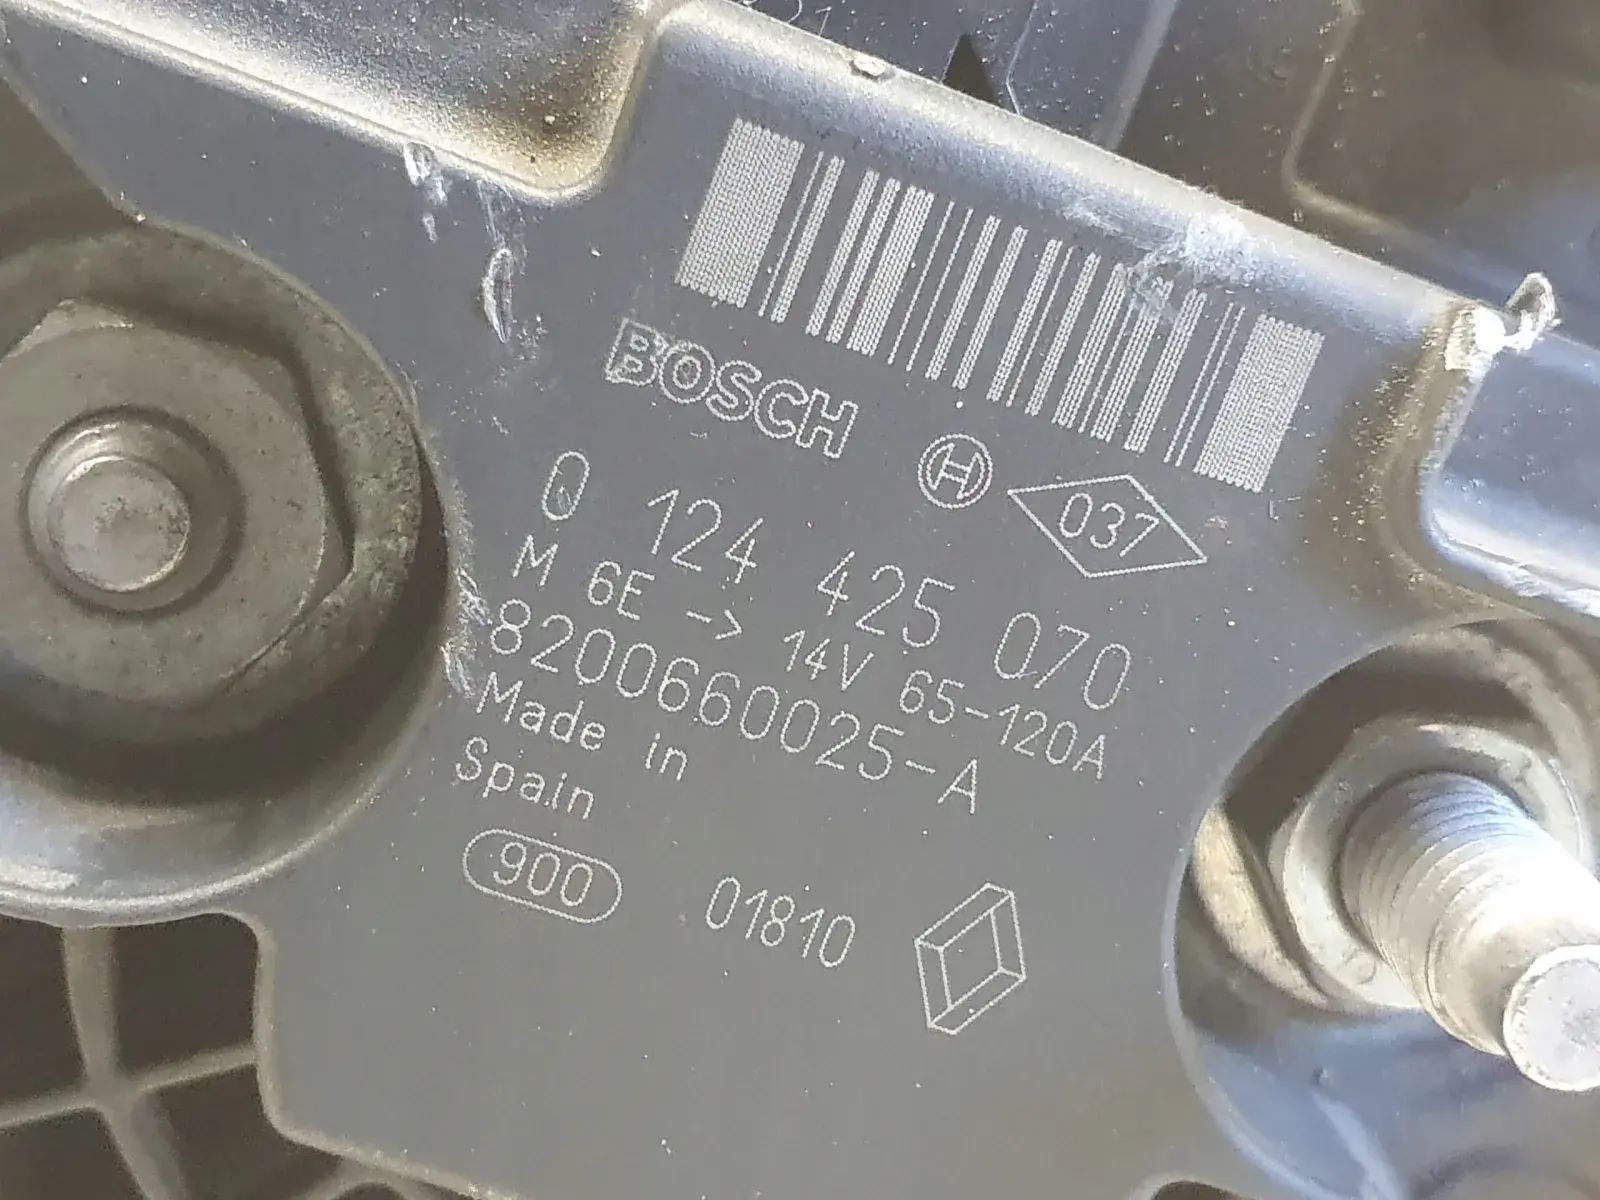 BOSCH
037
0 124 425 070
M 6E -> 14V 65-120A
8200660025-A
Made in
Spain
900 01810